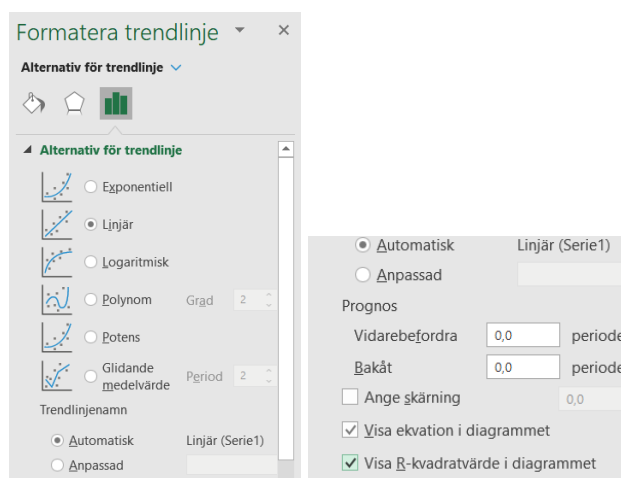 Formatera trendlinje
Alternativ för trendlinje
Alternativ för trendlinje
Exponentiell
Linjär
Logaritmisk
Polynom Grad 2
Potens
Glidande
medelvärde Period 2
Trendlinjenamn
Automatisk Linjär (Serie1)
Anpassad
Automatisk Linjär (Serie1)
Anpassad
Prognos
Vidarebefordra 0,0 periode
Bakåt 0,0 periode
Ange skärning 0,0
Visa ekvation i diagrammet
Visa R-kvadratvärde i diagrammet